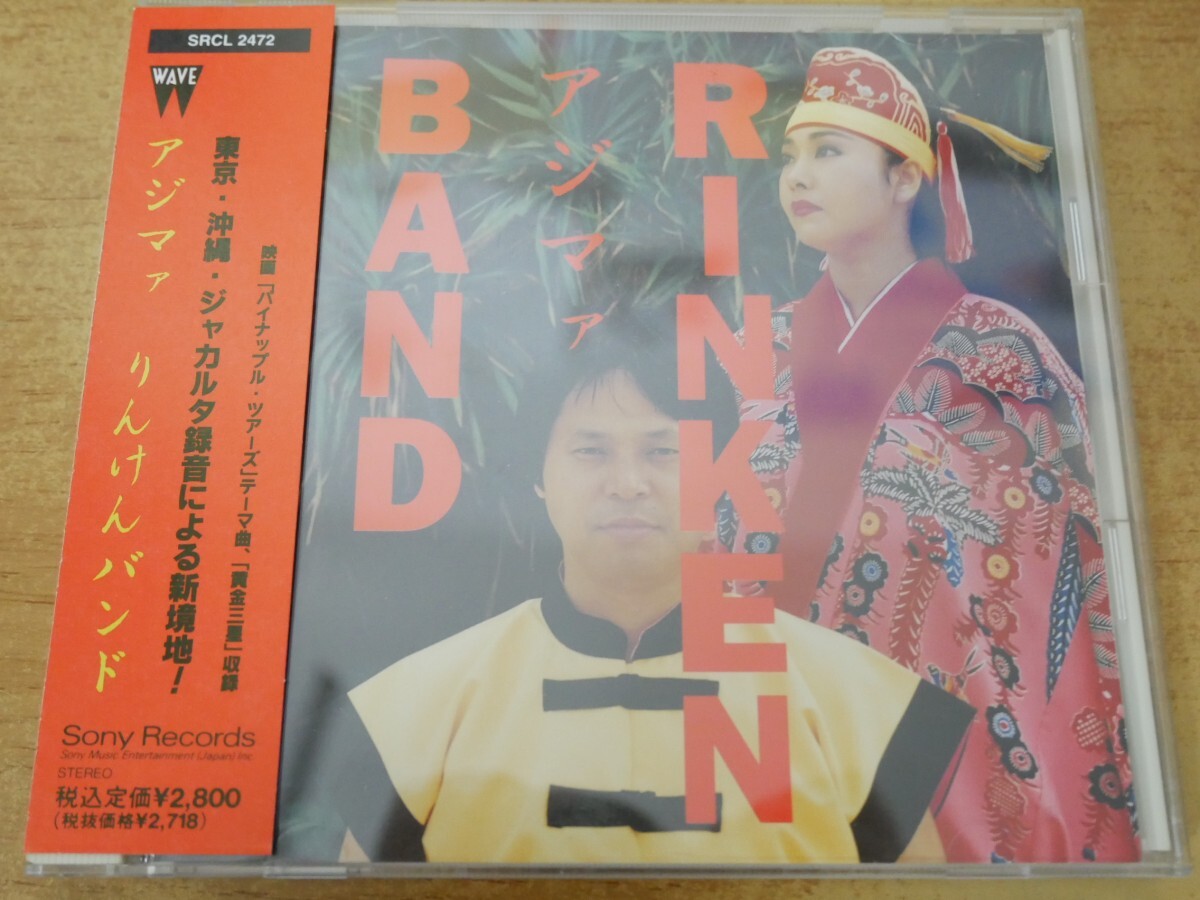 SRCL 2472
WAVE
アジマァ りんけんバンド
東京・沖縄・ジャカルタ録音による新境地!
映画「パイナップル・ツアーズ」テーマ曲、「黄金三星」収録
Sony Records
Sony Music Entertainment (Japan) Inc.
STEREO
税込定価¥2,800
(税抜価格¥2,718)
RINKEN
アジマァ
BAND